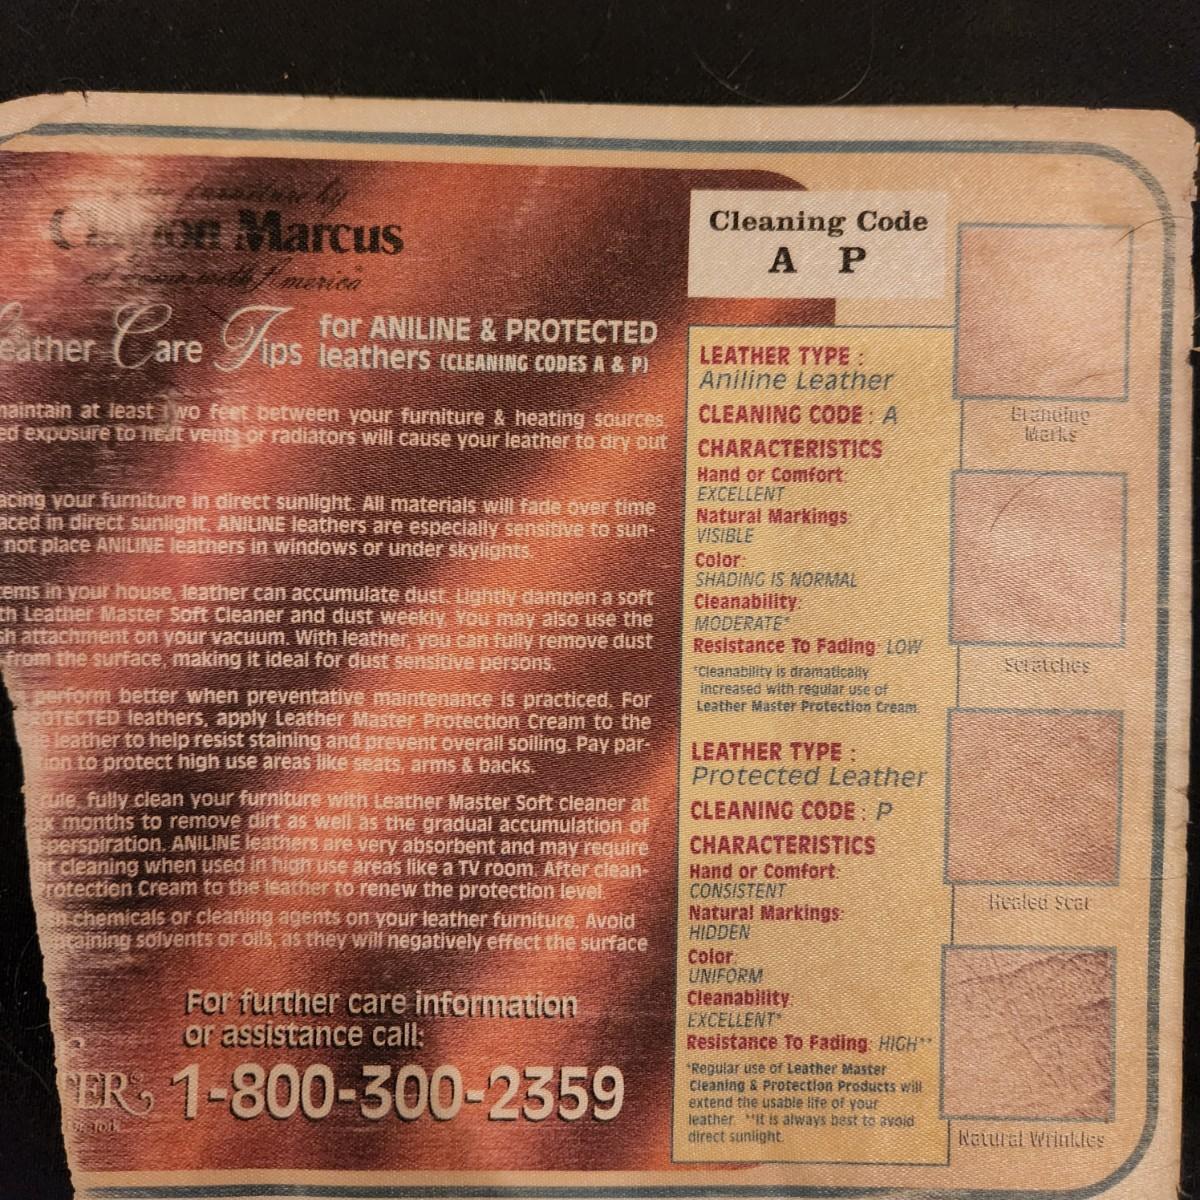 furniture by
Marcus
Leather Care Tips for ANILINE & PROTECTED
leathers (CLEANING CODES A & P)
maintain at least two feet between your furniture & heating sources.
ed exposure to heat vents or radiators will cause your leather to dry out
acing your furniture in direct sunlight. All materials will fade over time
aced in direct sunlight. ANILINE leathers are especially sensitive to sun-
not place ANILINE leathers in windows or under skylights.
tems in your house, leather can accumulate dust. Lightly dampen a soft
th Leather Master Soft Cleaner and dust weekly. You may also use the
sh attachment on your vacuum. With leather, you can fully remove dust
from the surface, making it ideal for dust sensitive persons.
perform better when preventative maintenance is practiced. For
PROTECTED leathers, apply Leather Master Protection Cream to the
leather to help resist staining and prevent overall soiling. Pay par-
ion to protect high use areas like seats, arms & backs.
rule, fully clean your furniture with Leather Master Soft cleaner at
x months to remove dirt as well as the gradual accumulation of
perspiration. ANILINE leathers are very absorbent and may require
nt cleaning when used in high use areas like a TV room. After clean-
Protection Cream to the leather to renew the protection level.
sh chemicals or cleaning agents on your leather furniture. Avoid
ntaining solvents or oils, as they will negatively effect the surface
For further care information
or assistance call:
1-800-300-2359
TER
Cleaning Code
A P
LEATHER TYPE :
Aniline Leather
CLEANING CODE : A
CHARACTERISTICS
Hand or Comfort:
EXCELLENT
Natural Markings:
VISIBLE
Color:
SHADING IS NORMAL
Cleanability:
MODERATE*
Resistance To Fading: LOW
*Cleanability is dramatically
increased with regular use of
Leather Master Protection Cream.
LEATHER TYPE :
Protected Leather
CLEANING CODE : P
CHARACTERISTICS
Hand or Comfort:
CONSISTENT
Natural Markings:
HIDDEN
Color:
UNIFORM
Cleanability:
EXCELLENT*
Resistance To Fading: HIGH**
*Regular use of Leather Master
Cleaning & Protection Products will
extend the usable life of your
leather. **It is always best to avoid
direct sunlight.
Branding
Marks
Scratches
Healed Scar
Natural Wrinkles